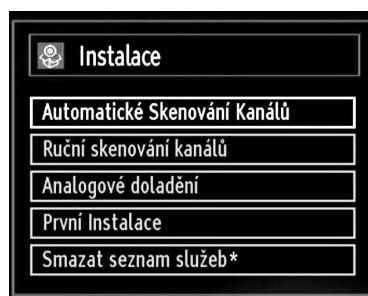 Instalace
Automatické Skenování Kanálů
Ruční skenování kanálů
Analogové doladění
První Instalace
Smazat seznam služeb*